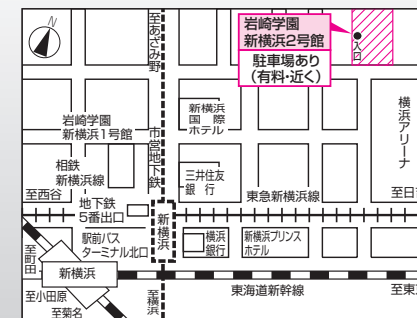 N
至あざみ野
岩崎学園
新横浜2号館
駐車場あり
(有料・近く)
入口
横浜アリーナ
岩崎学園
新横浜1号館
市営地下鉄
新横浜
国際
ホテル
相鉄
新横浜線
三井住友
銀行
至西谷
東急新横浜線
至日
地下鉄
5番出口
新横浜
駅前バス
ターミナル北口
横浜
銀行
新横浜プリンス
ホテル
至町田
新横浜
至小田原
至横浜
東海道新幹線
至東
至菊名